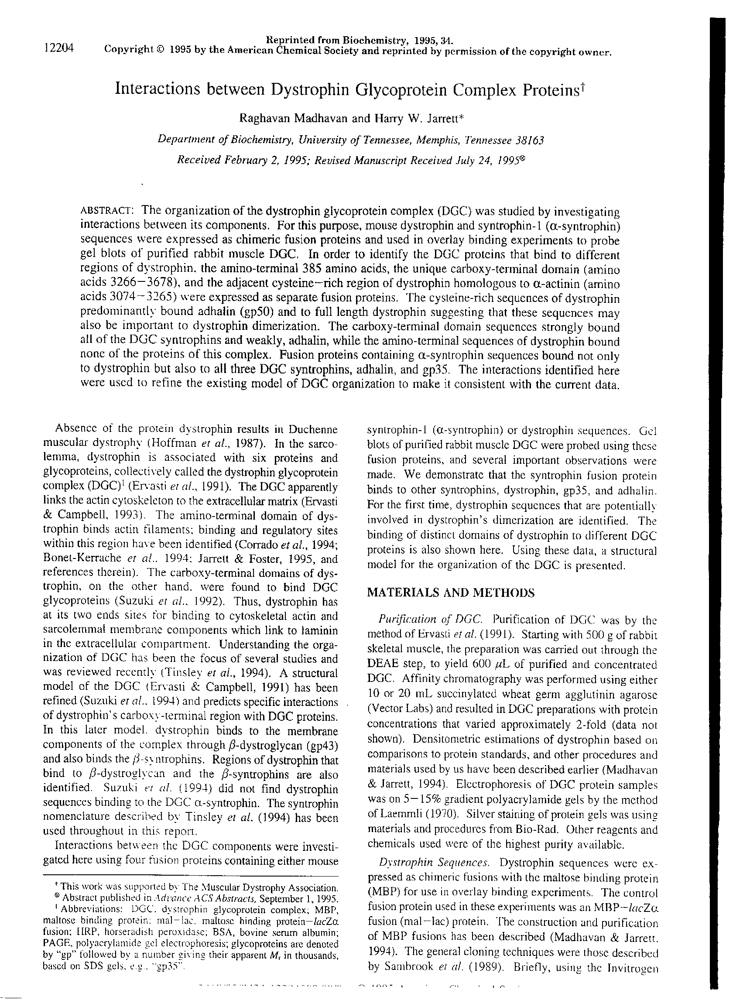 Reprinted from Biochemistry, 1995, 34.
12204
Copyright © 1995 by the American Chemical Society and reprinted by permission of the copyright owner.
Interactions between Dystrophin Glycoprotein Complex Proteins†
Raghavan Madhavan and Harry W. Jarrett*
Department of Biochemistry, University of Tennessee, Memphis, Tennessee 38163
Received February 2, 1995; Revised Manuscript Received July 24, 1995⊗
ABSTRACT: The organization of the dystrophin glycoprotein complex (DGC) was studied by investigating
interactions between its components. For this purpose, mouse dystrophin and syntrophin-1 (α-syntrophin)
sequences were expressed as chimeric fusion proteins and used in overlay binding experiments to probe
gel blots of purified rabbit muscle DGC. In order to identify the DGC proteins that bind to different
regions of dystrophin, the amino-terminal 385 amino acids, the unique carboxy-terminal domain (amino
acids 3266–3678), and the adjacent cysteine–rich region of dystrophin homologous to α-actinin (amino
acids 3074–3265) were expressed as separate fusion proteins. The cysteine-rich sequences of dystrophin
predominantly bound adhalin (gp50) and to full length dystrophin suggesting that these sequences may
also be important to dystrophin dimerization. The carboxy-terminal domain sequences strongly bound
all of the DGC syntrophins and weakly, adhalin, while the amino-terminal sequences of dystrophin bound
none of the proteins of this complex. Fusion proteins containing α-syntrophin sequences bound not only
to dystrophin but also to all three DGC syntrophins, adhalin, and gp35. The interactions identified here
were used to refine the existing model of DGC organization to make it consistent with the current data.
Absence of the protein dystrophin results in Duchenne
muscular dystrophy (Hoffman et al., 1987). In the sarco-
lemma, dystrophin is associated with six proteins and
glycoproteins, collectively called the dystrophin glycoprotein
complex (DGC)¹ (Ervasti et al., 1991). The DGC apparently
links the actin cytoskeleton to the extracellular matrix (Ervasti
& Campbell, 1993). The amino-terminal domain of dys-
trophin binds actin filaments; binding and regulatory sites
within this region have been identified (Corrado et al., 1994;
Bonet-Kerrache et al., 1994; Jarrett & Foster, 1995, and
references therein). The carboxy-terminal domains of dys-
trophin, on the other hand, were found to bind DGC
glycoproteins (Suzuki et al., 1992). Thus, dystrophin has
at its two ends sites for binding to cytoskeletal actin and
sarcolemmal membrane components which link to laminin
in the extracellular compartment. Understanding the orga-
nization of DGC has been the focus of several studies and
was reviewed recently (Tinsley et al., 1994). A structural
model of the DGC (Ervasti & Campbell, 1991) has been
refined (Suzuki et al., 1994) and predicts specific interactions
of dystrophin's carboxy-terminal region with DGC proteins.
In this later model, dystrophin binds to the membrane
components of the complex through β-dystroglycan (gp43)
and also binds the β-syntrophins. Regions of dystrophin that
bind to β-dystroglycan and the β-syntrophins are also
identified. Suzuki et al. (1994) did not find dystrophin
sequences binding to the DGC α-syntrophin. The syntrophin
nomenclature described by Tinsley et al. (1994) has been
used throughout in this report.
Interactions between the DGC components were investi-
gated here using four fusion proteins containing either mouse
† This work was supported by The Muscular Dystrophy Association.
⊗ Abstract published in Advance ACS Abstracts, September 1, 1995.
¹ Abbreviations: DGC, dystrophin glycoprotein complex; MBP,
maltose binding protein; mal–lac, maltose binding protein–lacZα
fusion; HRP, horseradish peroxidase; BSA, bovine serum albumin;
PAGE, polyacrylamide gel electrophoresis; glycoproteins are denoted
by "gp" followed by a number giving their apparent Mr in thousands,
based on SDS gels, e.g., "gp35".
syntrophin-1 (α-syntrophin) or dystrophin sequences. Gel
blots of purified rabbit muscle DGC were probed using these
fusion proteins, and several important observations were
made. We demonstrate that the syntrophin fusion protein
binds to other syntrophins, dystrophin, gp35, and adhalin.
For the first time, dystrophin sequences that are potentially
involved in dystrophin's dimerization are identified. The
binding of distinct domains of dystrophin to different DGC
proteins is also shown here. Using these data, a structural
model for the organization of the DGC is presented.
MATERIALS AND METHODS
Purification of DGC. Purification of DGC was by the
method of Ervasti et al. (1991). Starting with 500 g of rabbit
skeletal muscle, the preparation was carried out through the
DEAE step, to yield 600 μL of purified and concentrated
DGC. Affinity chromatography was performed using either
10 or 20 mL succinylated wheat germ agglutinin agarose
(Vector Labs) and resulted in DGC preparations with protein
concentrations that varied approximately 2-fold (data not
shown). Densitometric estimations of dystrophin based on
comparisons to protein standards, and other procedures and
materials used by us have been described earlier (Madhavan
& Jarrett, 1994). Electrophoresis of DGC protein samples
was on 5–15% gradient polyacrylamide gels by the method
of Laemmli (1970). Silver staining of protein gels was using
materials and procedures from Bio-Rad. Other reagents and
chemicals used were of the highest purity available.
Dystrophin Sequences. Dystrophin sequences were ex-
pressed as chimeric fusions with the maltose binding protein
(MBP) for use in overlay binding experiments. The control
fusion protein used in these experiments was an MBP–lacZα
fusion (mal–lac) protein. The construction and purification
of MBP fusions has been described (Madhavan & Jarrett,
1994). The general cloning techniques were those described
by Sambrook et al. (1989). Briefly, using the Invitrogen